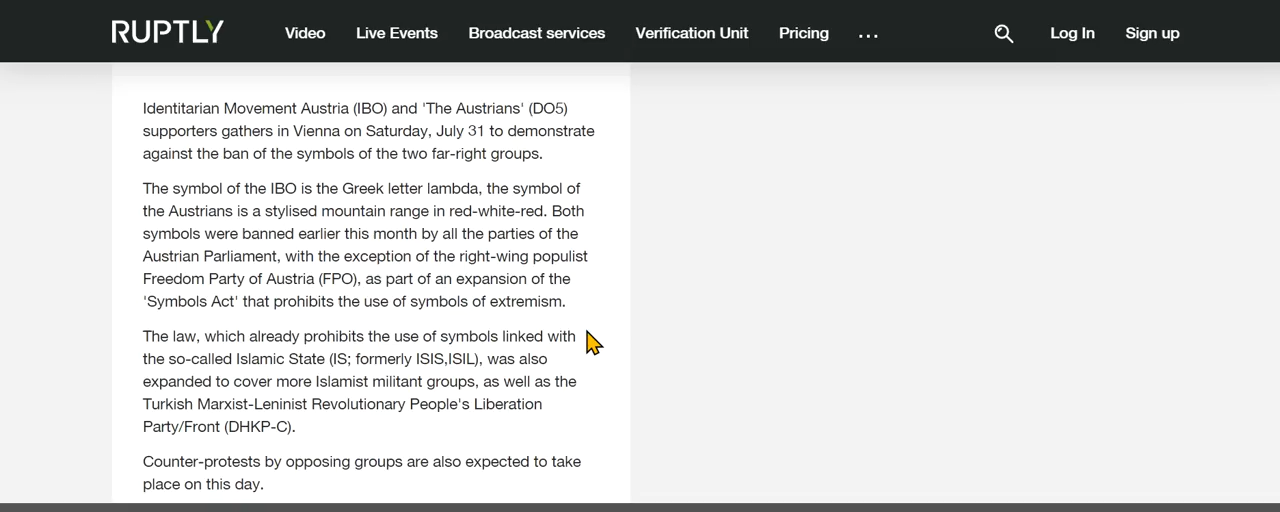 RUPTLY Video Live Events Broadcast services Verification Unit Pricing ... Log In Sign up
Identitarian Movement Austria (IBO) and 'The Austrians' (DO5)
supporters gathers in Vienna on Saturday, July 31 to demonstrate
against the ban of the symbols of the two far-right groups.
The symbol of the IBO is the Greek letter lambda, the symbol of
the Austrians is a stylised mountain range in red-white-red. Both
symbols were banned earlier this month by all the parties of the
Austrian Parliament, with the exception of the right-wing populist
Freedom Party of Austria (FPO), as part of an expansion of the
'Symbols Act' that prohibits the use of symbols of extremism.
The law, which already prohibits the use of symbols linked with
the so-called Islamic State (IS; formerly ISIS,ISIL), was also
expanded to cover more Islamist militant groups, as well as the
Turkish Marxist-Leninist Revolutionary People's Liberation
Party/Front (DHKP-C).
Counter-protests by opposing groups are also expected to take
place on this day.